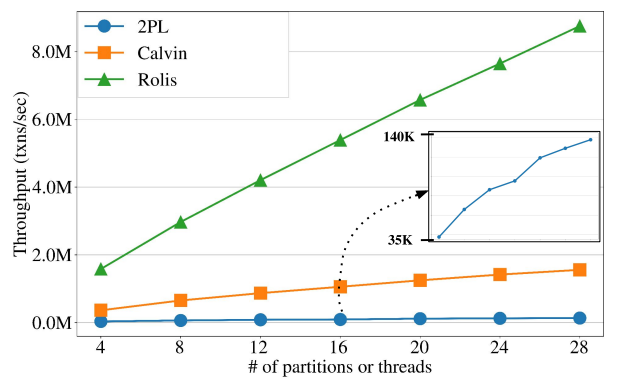 2PL
Calvin
Rolis
Throughput (txns/sec)
8.0M
6.0M
4.0M
2.0M
0.0M
140K
35K
4 8 12 16 20 24 28
# of partitions or threads